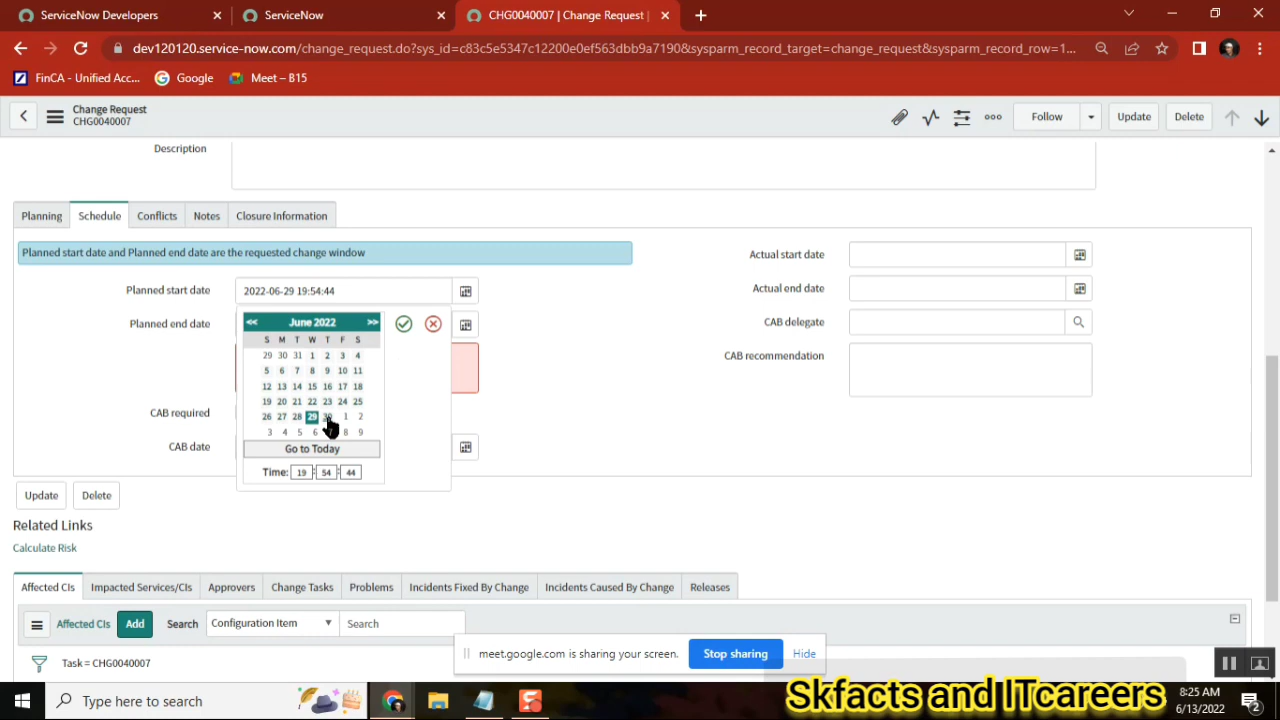 ServiceNow Developers
ServiceNow
CHG0040007 | Change Request |
dev120120.service-now.com/change_request.do?sys_id=c83c5e5347c12200e0ef563dbb9a7190&sysparm_record_target=change_request&sysparm_record_row=1...
FinCA - Unified Acc...
Google
Meet – B15
Change Request
CHG0040007
Follow
Update
Delete
Description
Planning
Schedule
Conflicts
Notes
Closure Information
Planned start date and Planned end date are the requested change window
Planned start date
2022-06-29 19:54:44
Planned end date
CAB required
CAB date
<< June 2022 >>
S M T W T F S
29 30 31 1 2 3 4
5 6 7 8 9 10 11
12 13 14 15 16 17 18
19 20 21 22 23 24 25
26 27 28 29 30 1 2
3 4 5 6 7 8 9
Go to Today
Time: 19 : 54 : 44
Actual start date
Actual end date
CAB delegate
CAB recommendation
Update
Delete
Related Links
Calculate Risk
Affected CIs
Impacted Services/CIs
Approvers
Change Tasks
Problems
Incidents Fixed By Change
Incidents Caused By Change
Releases
Affected CIs
Add
Search
Configuration Item
Search
Task = CHG0040007
meet.google.com is sharing your screen.
Stop sharing
Hide
Skfacts and ITcareers
Type here to search
8:25 AM
6/13/2022
2